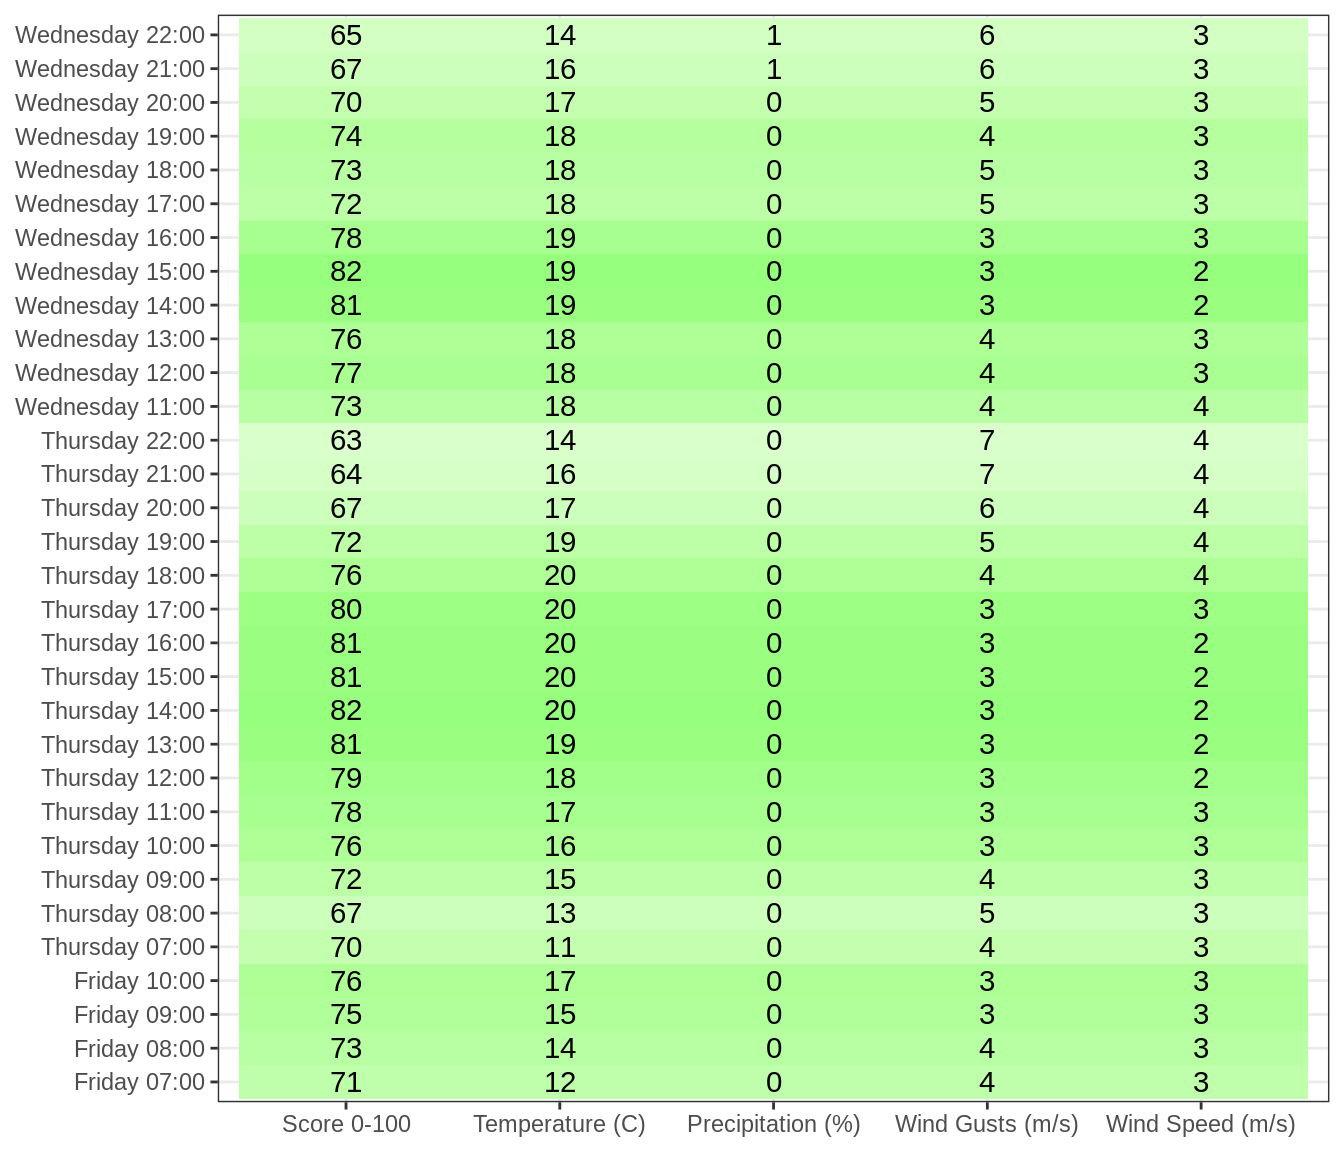 Wednesday 22:00 65 14 1 6 3
Wednesday 21:00 67 16 1 6 3
Wednesday 20:00 70 17 0 5 3
Wednesday 19:00 74 18 0 4 3
Wednesday 18:00 73 18 0 5 3
Wednesday 17:00 72 18 0 5 3
Wednesday 16:00 78 19 0 3 3
Wednesday 15:00 82 19 0 3 2
Wednesday 14:00 81 19 0 3 2
Wednesday 13:00 76 18 0 4 3
Wednesday 12:00 77 18 0 4 3
Wednesday 11:00 73 18 0 4 4
Thursday 22:00 63 14 0 7 4
Thursday 21:00 64 16 0 7 4
Thursday 20:00 67 17 0 6 4
Thursday 19:00 72 19 0 5 4
Thursday 18:00 76 20 0 4 4
Thursday 17:00 80 20 0 3 3
Thursday 16:00 81 20 0 3 2
Thursday 15:00 81 20 0 3 2
Thursday 14:00 82 20 0 3 2
Thursday 13:00 81 19 0 3 2
Thursday 12:00 79 18 0 3 2
Thursday 11:00 78 17 0 3 3
Thursday 10:00 76 16 0 3 3
Thursday 09:00 72 15 0 4 3
Thursday 08:00 67 13 0 5 3
Thursday 07:00 70 11 0 4 3
Friday 10:00 76 17 0 3 3
Friday 09:00 75 15 0 3 3
Friday 08:00 73 14 0 4 3
Friday 07:00 71 12 0 4 3
Score 0-100 Temperature (C) Precipitation (%) Wind Gusts (m/s) Wind Speed (m/s)